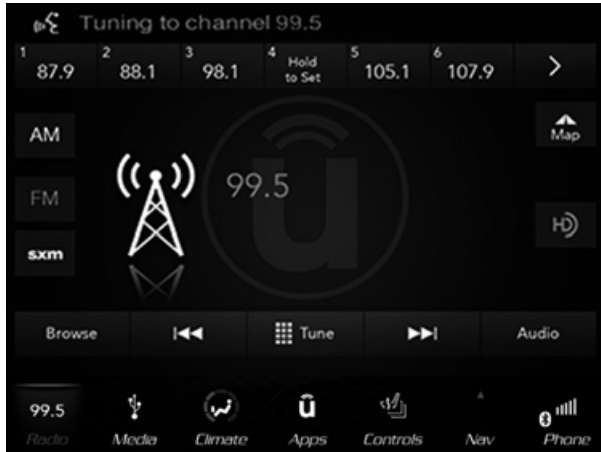 Tuning to channel 99.5
1 87.9
2 88.1
3 98.1
4 Hold to Set
5 105.1
6 107.9
AM
Map
99.5
FM
HD
sxm
Browse
Tune
Audio
99.5
Radio
Media
Climate
Apps
Controls
Nav
Phone